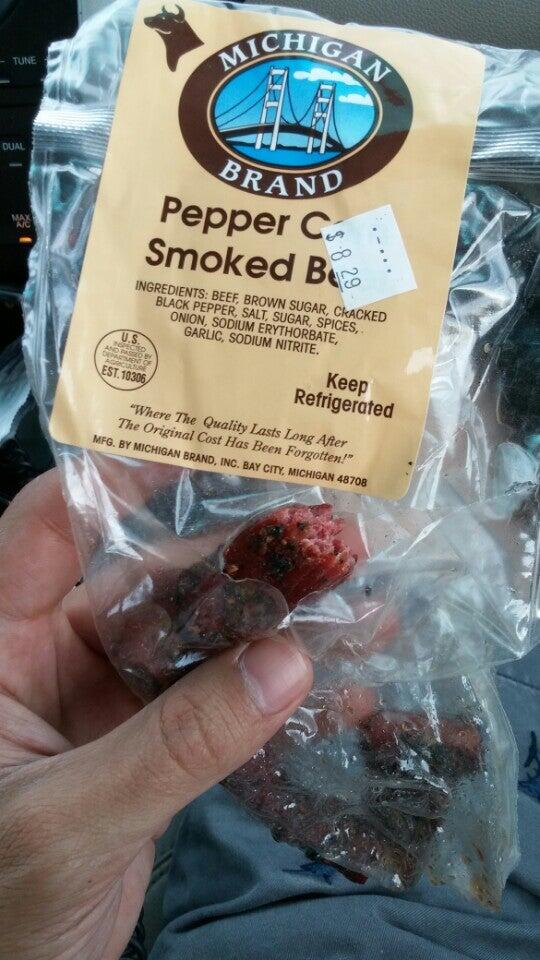 TUNE
DUAL
MAX
A/C
MICHIGAN
BRAND
Pepper
Smoked
$ 8.29
INGREDIENTS: BEEF, BROWN SUGAR, CRACKED
BLACK PEPPER, SALT, SUGAR, SPICES,
ONION, SODIUM ERYTHORBATE,
GARLIC, SODIUM NITRITE.
U.S.
INSPECTED
AND PASSED BY
DEPARTMENT OF
AGRICULTURE
EST. 10306
Keep
Refrigerated
"Where The Quality Lasts Long After
The Original Cost Has Been Forgotten!"
MFG. BY MICHIGAN BRAND, INC. BAY CITY, MICHIGAN 48708